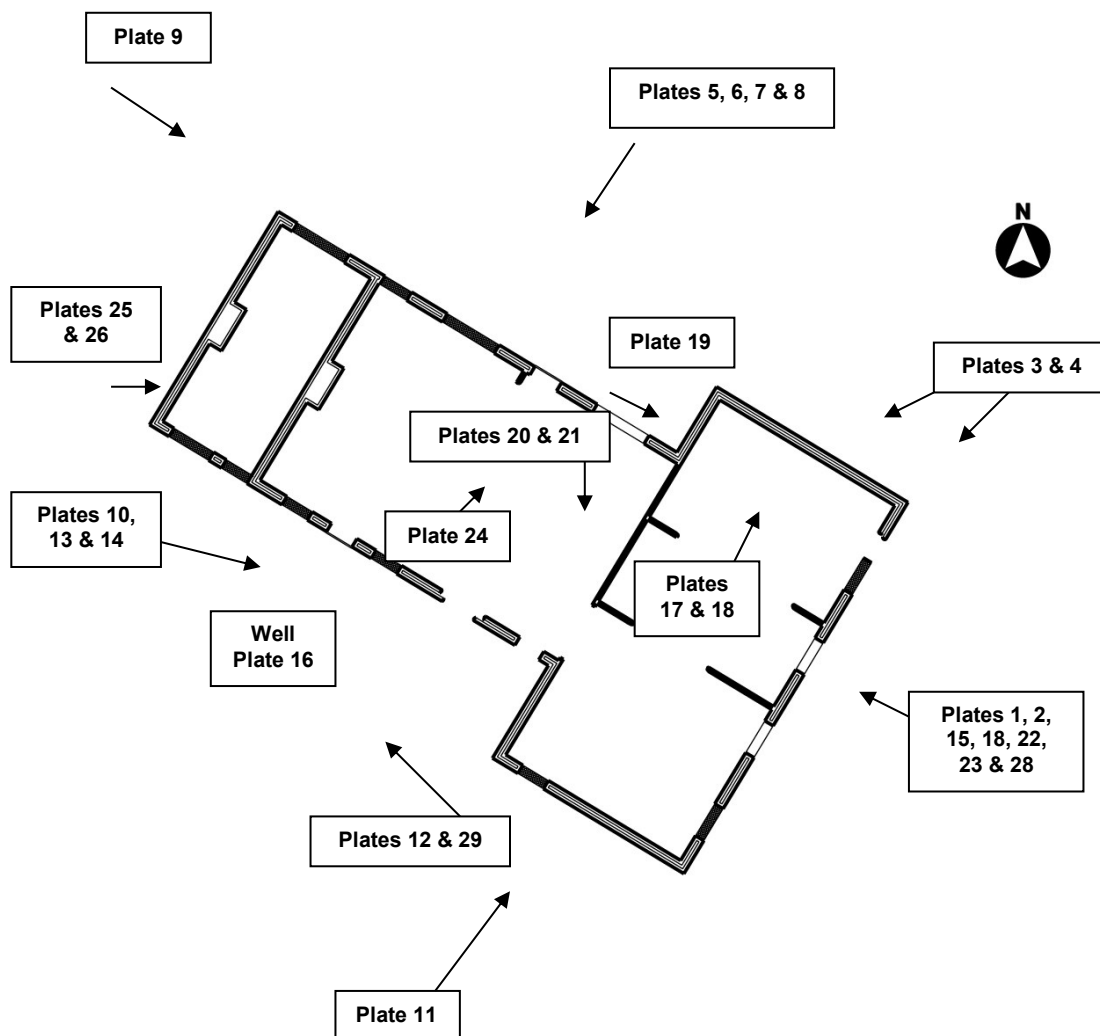 Plate 9
Plates 5, 6, 7 & 8
N
Plates 25
& 26
Plate 19
Plates 3 & 4
Plates 20 & 21
Plates 10,
13 & 14
Plate 24
Plates
17 & 18
Well
Plate 16
Plates 1, 2,
15, 18, 22,
23 & 28
Plates 12 & 29
Plate 11